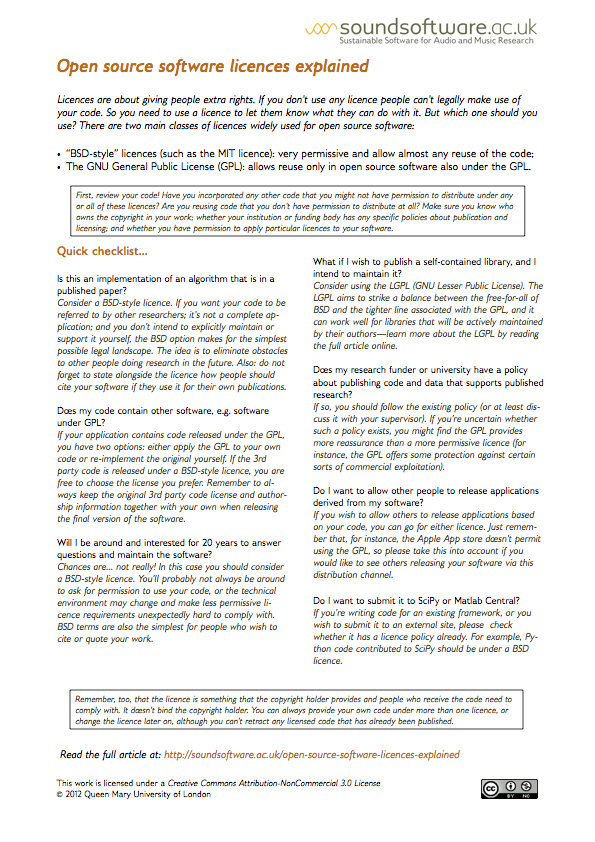 soundsoftware.ac.uk
Sustainable Software for Audio and Music Research
Open source software licences explained
Licences are about giving people extra rights. If you don't use any licence people can't legally make use of
your code. So you need to use a licence to let them know what they can do with it. But which one should you
use? There are two main classes of licences widely used for open source software:
• “BSD-style” licences (such as the MIT licence): very permissive and allow almost any reuse of the code;
• The GNU General Public License (GPL): allows reuse only in open source software also under the GPL.
First, review your code! Have you incorporated any other code that you might not have permission to distribute under any
or all of these licences? Are you reusing code that you don't have permission to distribute at all? Make sure you know who
owns the copyright in your work; whether your institution or funding body has any specific policies about publication and
licensing; and whether you have permission to apply particular licences to your software.
Quick checklist...
Is this an implementation of an algorithm that is in a
published paper?
Consider a BSD-style licence. If you want your code to be
referred to by other researchers; it's not a complete ap-
plication; and you don't intend to explicitly maintain or
support it yourself, the BSD option makes for the simplest
possible legal landscape. The idea is to eliminate obstacles
to other people doing research in the future. Also: do not
forget to state alongside the licence how people should
cite your software if they use it for their own publications.
Does my code contain other software, e.g. software
under GPL?
If your application contains code released under the GPL,
you have two options: either apply the GPL to your own
code or re-implement the original yourself. If the 3rd
party code is released under a BSD-style licence, you are
free to choose the license you prefer. Remember to al-
ways keep the original 3rd party code license and author-
ship information together with your own when releasing
the final version of the software.
Will I be around and interested for 20 years to answer
questions and maintain the software?
Chances are... not really! In this case you should consider
a BSD-style licence. You'll probably not always be around
to ask for permission to use your code, or the technical
environment may change and make less permissive li-
cence requirements unexpectedly hard to comply with.
BSD terms are also the simplest for people who wish to
cite or quote your work.
What if I wish to publish a self-contained library, and I
intend to maintain it?
Consider using the LGPL (GNU Lesser Public License). The
LGPL aims to strike a balance between the free-for-all of
BSD and the tighter line associated with the GPL, and it
can work well for libraries that will be actively maintained
by their authors—learn more about the LGPL by reading
the full article online.
Does my research funder or university have a policy
about publishing code and data that supports published
research?
If so, you should follow the existing policy (or at least dis-
cuss it with your supervisor). If you're uncertain whether
such a policy exists, you might find the GPL provides
more reassurance than a more permissive licence (for
instance, the GPL offers some protection against certain
sorts of commercial exploitation).
Do I want to allow other people to release applications
derived from my software?
If you wish to allow others to release applications based
on your code, you can go for either licence. Just remem-
ber that, for instance, the Apple App store doesn't permit
using the GPL, so please take this into account if you
would like to see others releasing your software via this
distribution channel.
Do I want to submit to SciPy or Matlab Central?
If you're writing code for an existing framework, or you
wish to submit it to an external site, please check
whether it has a licence policy already. For example, Py-
thon code contributed to SciPy should be under a BSD
licence.
Remember, too, that the licence is something that the copyright holder provides and people who receive the code need to
comply with. It doesn't bind the copyright holder. You can always provide your own code under more than one licence, or
change the licence later on, although you can't retract any licensed code that has already been published.
Read the full article at: http://soundsoftware.ac.uk/open-source-software-licences-explained
This work is licensed under a Creative Commons Attribution-NonCommercial 3.0 License
© 2012 Queen Mary University of London
cc
BY NC